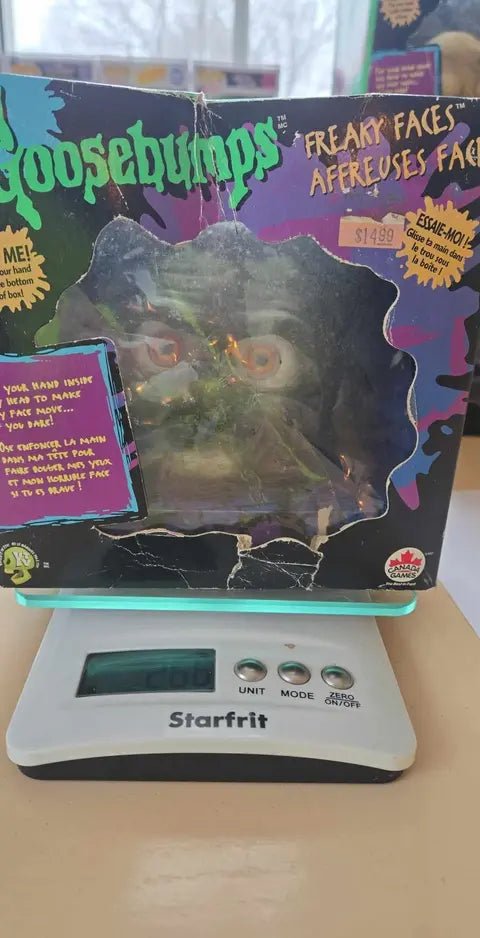 Goosebumps™
MC
FREAKY FACES™
AFFREUSES FAC
$14.99
ESSAIE-MOI!
Glisse ta main dans
le trou sous
la boîte!
ME!
our hand
e bottom
of box!
YOUR HAND INSIDE
Y HEAD TO MAKE
Y FACE MOVE...
YOU DARE!
OSE ENFONCER LA MAIN
DANS MA TÊTE POUR
FAIRE BOUGER MES YEUX
ET MON HORRIBLE FACE
SI TU ES BRAVE!
CANADA
GAMES
UNIT
MODE
ZERO
ON/OFF
Starfrit